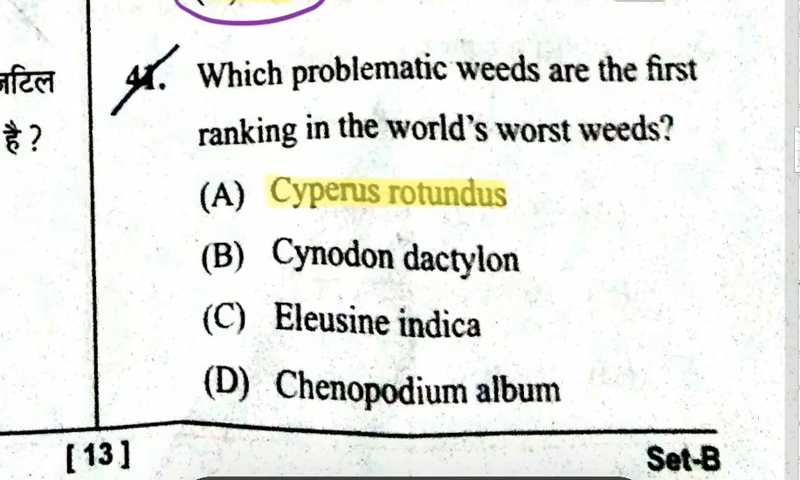 41. Which problematic weeds are the first
ranking in the world's worst weeds?
है ?
(A) Cyperus rotundus
(B) Cynodon dactylon
(C) Eleusine indica
(D) Chenopodium album
[ 13 ] Set-B